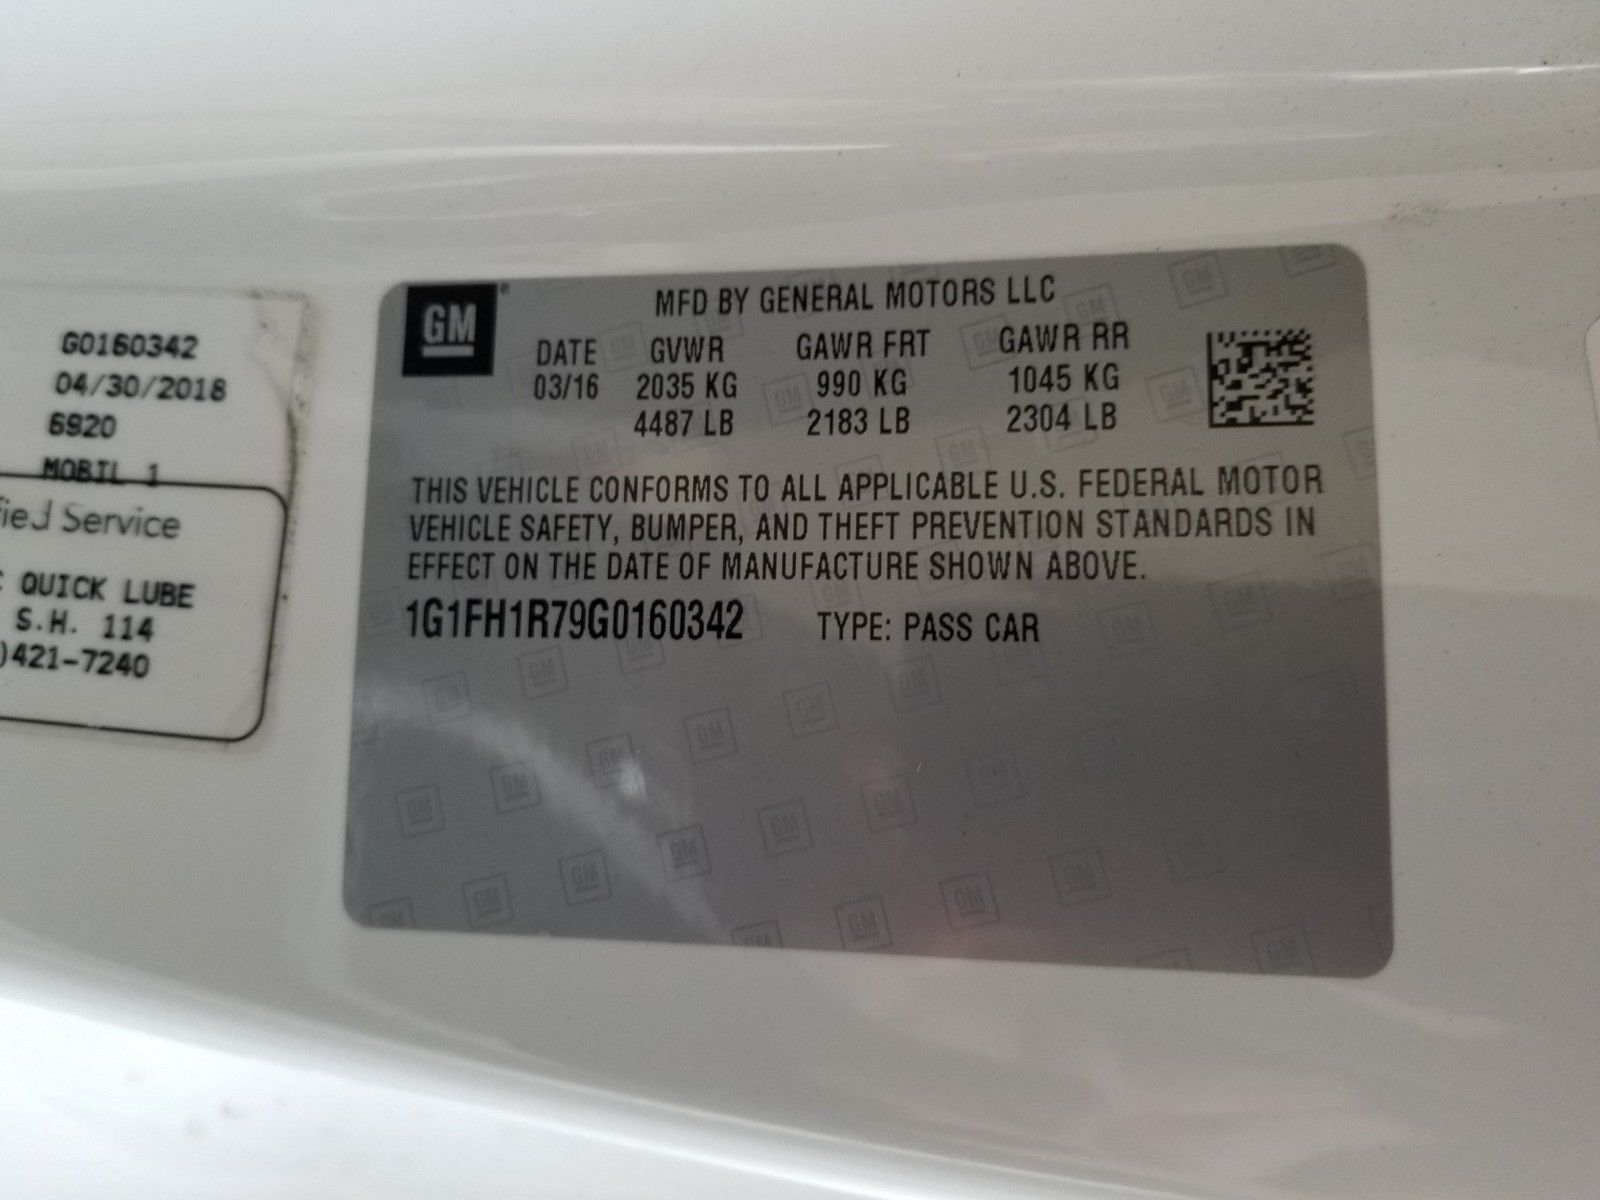 G0160342
04/30/2018
6920
MOBIL 1
fied Service
QUICK LUBE
S.H. 114
)421-7240
GM®
MFD BY GENERAL MOTORS LLC
DATE GVWR GAWR FRT GAWR RR
03/16 2035 KG 990 KG 1045 KG
4487 LB 2183 LB 2304 LB
THIS VEHICLE CONFORMS TO ALL APPLICABLE U.S. FEDERAL MOTOR
VEHICLE SAFETY, BUMPER, AND THEFT PREVENTION STANDARDS IN
EFFECT ON THE DATE OF MANUFACTURE SHOWN ABOVE.
1G1FH1R79G0160342 TYPE: PASS CAR